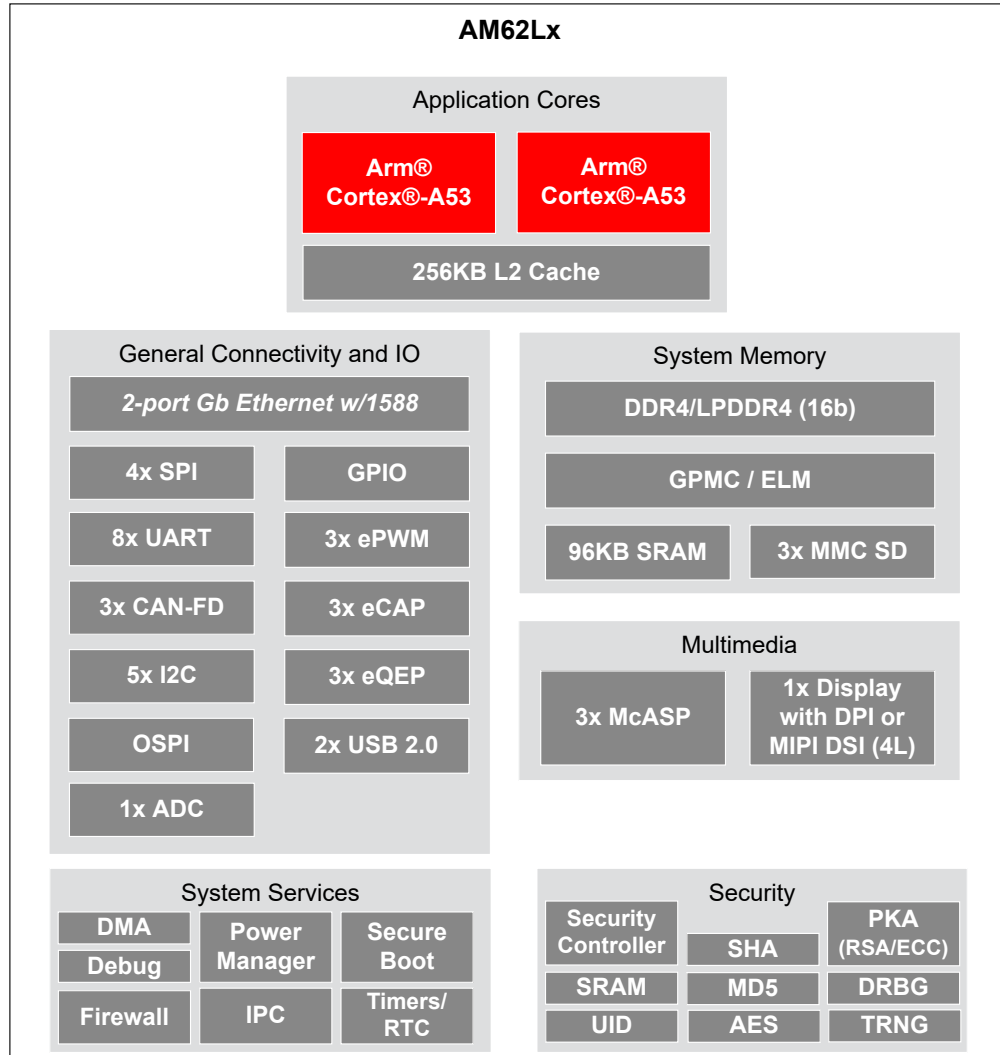 AM62Lx
Application Cores
Arm®
Cortex®-A53
Arm®
Cortex®-A53
256KB L2 Cache
General Connectivity and IO
2-port Gb Ethernet w/1588
4x SPI
GPIO
8x UART
3x ePWM
3x CAN-FD
3x eCAP
5x I2C
3x eQEP
OSPI
2x USB 2.0
1x ADC
System Memory
DDR4/LPDDR4 (16b)
GPMC / ELM
96KB SRAM
3x MMC SD
Multimedia
3x McASP
1x Display
with DPI or
MIPI DSI (4L)
System Services
DMA
Debug
Power
Manager
Secure
Boot
Firewall
IPC
Timers/
RTC
Security
Security
Controller
SHA
PKA
(RSA/ECC)
SRAM
MD5
DRBG
UID
AES
TRNG